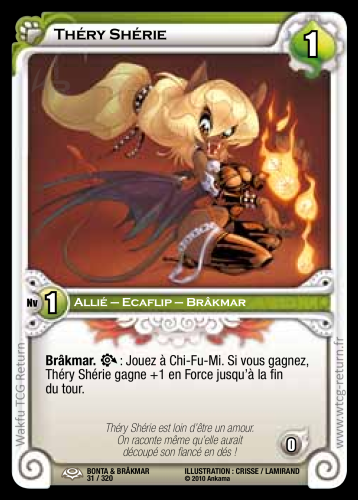 Théry Shérie
1
Nv 1 Allié – Ecaflip – Brâkmar
Brâkmar. : Jouez à Chi-Fu-Mi. Si vous gagnez,
Théry Shérie gagne +1 en Force jusqu'à la fin
du tour.
Théry Shérie est loin d'être un amour.
On raconte même qu'elle aurait
découpé son fiancé en dés !
0
BONTA & BRÂKMAR
31 / 320
ILLUSTRATION : CRISSE / LAMIRAND
© 2010 Ankama
Wakfu TCG Return
www.wtcg-return.fr